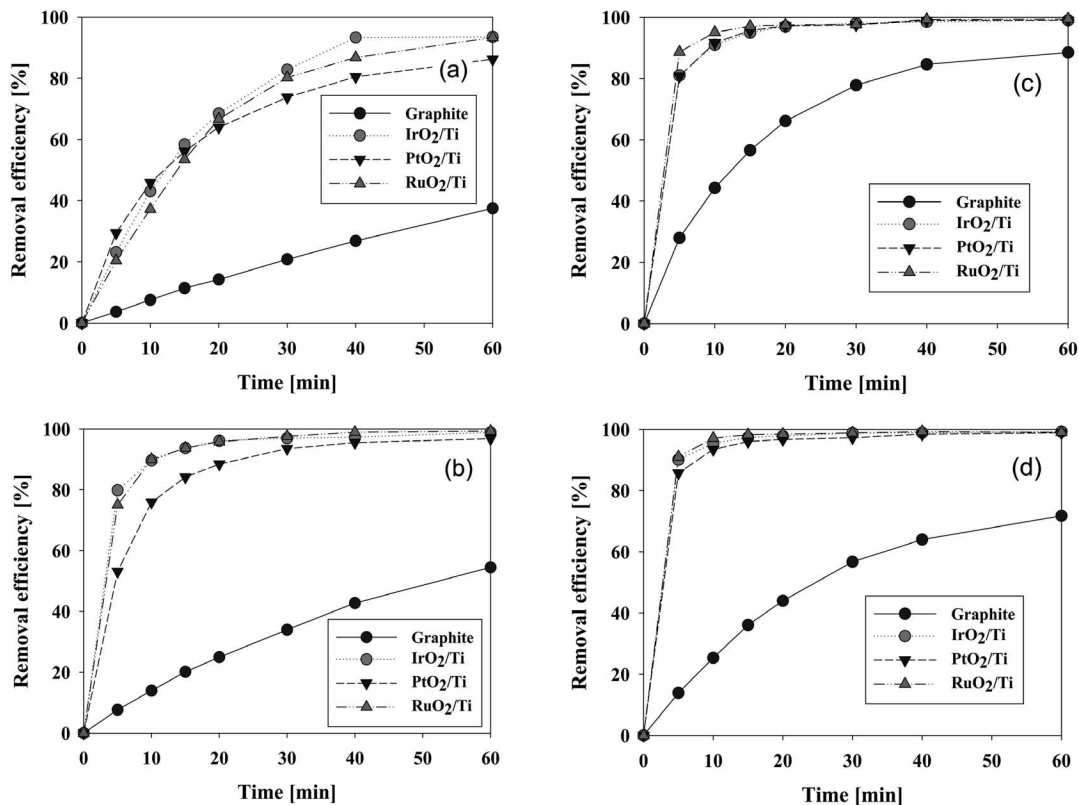 Removal efficiency [%]
100
80
60
40
20
0
(a)
Graphite
IrO2/Ti
PtO2/Ti
RuO2/Ti
0 10 20 30 40 50 60
Time [min]
Removal efficiency [%]
100
80
60
40
20
0
(c)
Graphite
IrO2/Ti
PtO2/Ti
RuO2/Ti
0 10 20 30 40 50 60
Time [min]
Removal efficiency [%]
100
80
60
40
20
0
(b)
Graphite
IrO2/Ti
PtO2/Ti
RuO2/Ti
0 10 20 30 40 50 60
Time [min]
Removal efficiency [%]
100
80
60
40
20
0
(d)
Graphite
IrO2/Ti
PtO2/Ti
RuO2/Ti
0 10 20 30 40 50 60
Time [min]